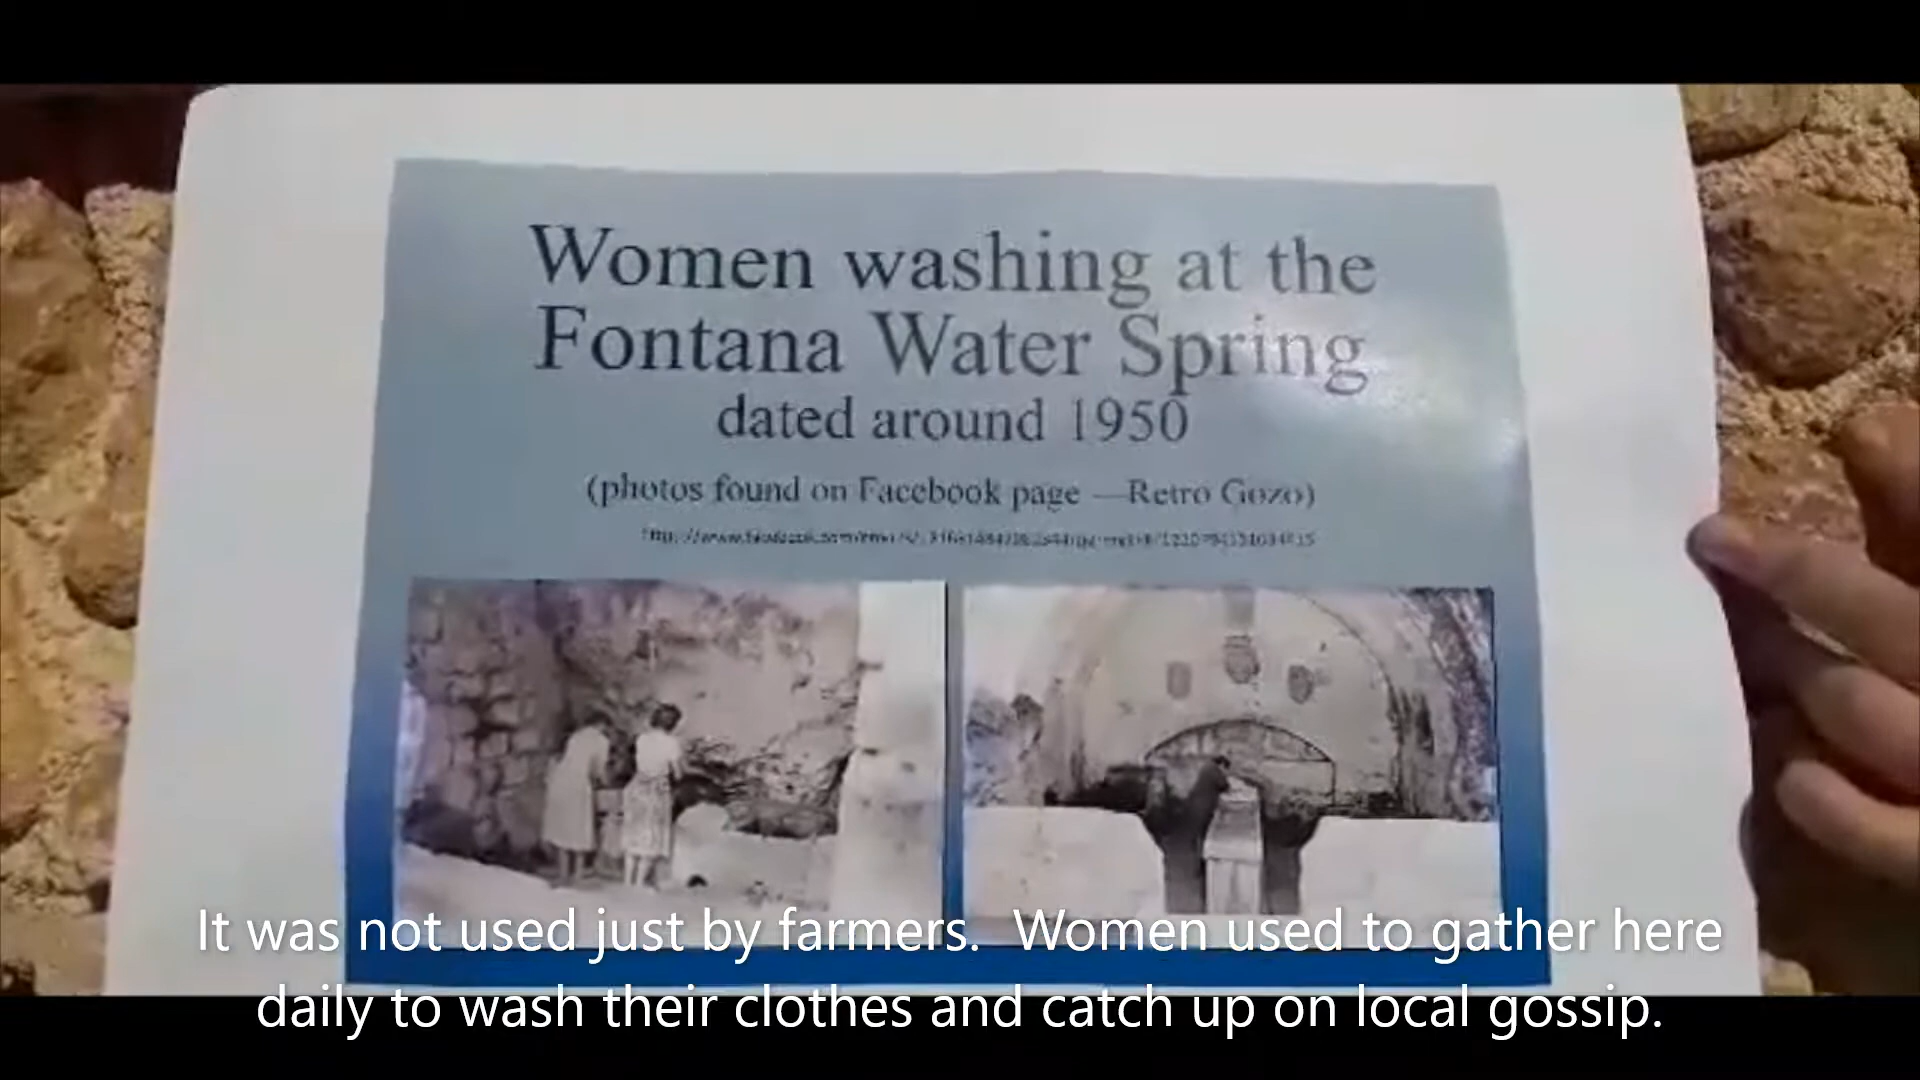 Women washing at the
Fontana Water Spring
dated around 1950
(photos found on Facebook page —Retro Gozo)
It was not used just by farmers. Women used to gather here
daily to wash their clothes and catch up on local gossip.